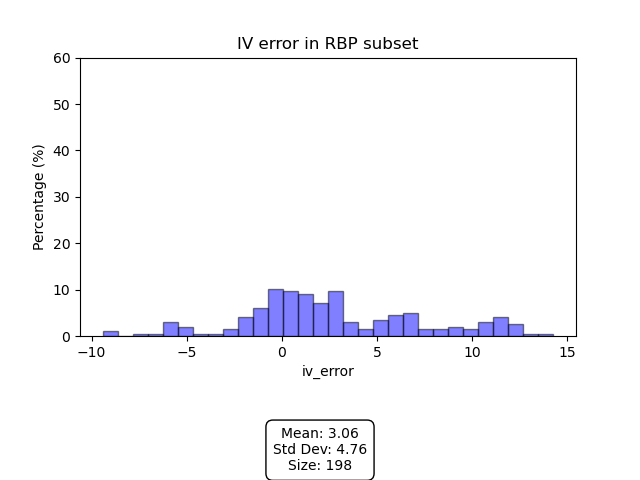 IV error in RBP subset
60
50
40
30
20
10
0
Percentage (%)
−10
−5
0
5
10
15
iv_error
Mean: 3.06
Std Dev: 4.76
Size: 198